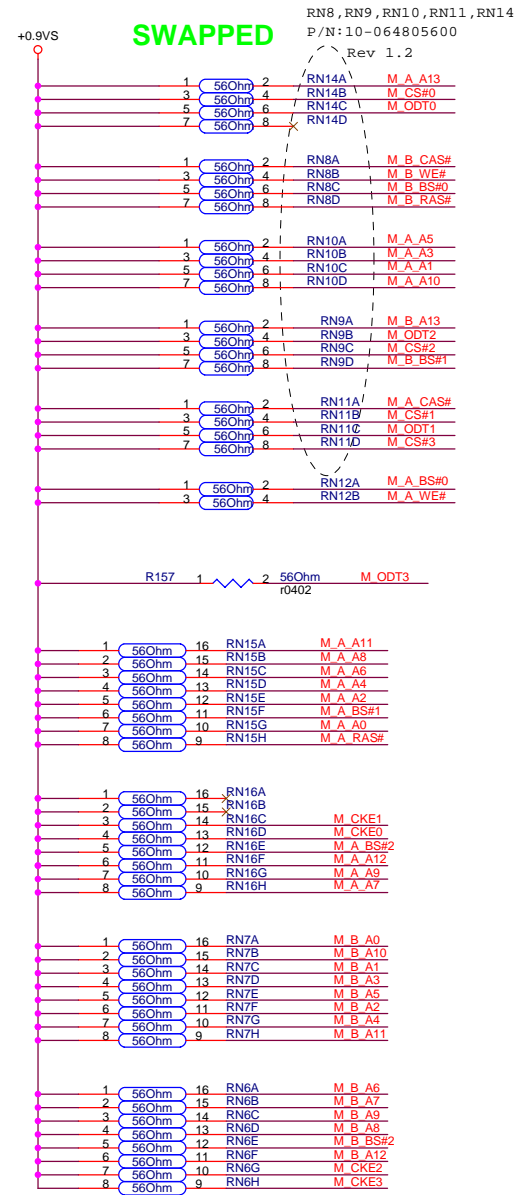 RN8,RN9,RN10,RN11,RN14
SWAPPED
P/N:10-064805600
+0.9VS
Rev 1.2
1 56Ohm 2 RN14A M_A_A13
3 56Ohm 4 RN14B M_CS#0
5 56Ohm 6 RN14C M_ODT0
7 56Ohm 8 RN14D
1 56Ohm 2 RN8A M_B_CAS#
3 56Ohm 4 RN8B M_B_WE#
5 56Ohm 6 RN8C M_B_BS#0
7 56Ohm 8 RN8D M_B_RAS#
1 56Ohm 2 RN10A M_A_A5
3 56Ohm 4 RN10B M_A_A3
5 56Ohm 6 RN10C M_A_A1
7 56Ohm 8 RN10D M_A_A10
1 56Ohm 2 RN9A M_B_A13
3 56Ohm 4 RN9B M_ODT2
5 56Ohm 6 RN9C M_CS#2
7 56Ohm 8 RN9D M_B_BS#1
1 56Ohm 2 RN11A M_A_CAS#
3 56Ohm 4 RN11B M_CS#1
5 56Ohm 6 RN11C M_ODT1
7 56Ohm 8 RN11D M_CS#3
1 56Ohm 2 RN12A M_A_BS#0
3 56Ohm 4 RN12B M_A_WE#
R157 1 2 56Ohm M_ODT3
r0402
1 56Ohm 16 RN15A M_A_A11
2 56Ohm 15 RN15B M_A_A8
3 56Ohm 14 RN15C M_A_A6
4 56Ohm 13 RN15D M_A_A4
5 56Ohm 12 RN15E M_A_A2
6 56Ohm 11 RN15F M_A_BS#1
7 56Ohm 10 RN15G M_A_A0
8 56Ohm 9 RN15H M_A_RAS#
1 56Ohm 16 RN16A
2 56Ohm 15 RN16B
3 56Ohm 14 RN16C M_CKE1
4 56Ohm 13 RN16D M_CKE0
5 56Ohm 12 RN16E M_A_BS#2
6 56Ohm 11 RN16F M_A_A12
7 56Ohm 10 RN16G M_A_A9
8 56Ohm 9 RN16H M_A_A7
1 56Ohm 16 RN7A M_B_A0
2 56Ohm 15 RN7B M_B_A10
3 56Ohm 14 RN7C M_B_A1
4 56Ohm 13 RN7D M_B_A3
5 56Ohm 12 RN7E M_B_A5
6 56Ohm 11 RN7F M_B_A2
7 56Ohm 10 RN7G M_B_A4
8 56Ohm 9 RN7H M_B_A11
1 56Ohm 16 RN6A M_B_A6
2 56Ohm 15 RN6B M_B_A7
3 56Ohm 14 RN6C M_B_A9
4 56Ohm 13 RN6D M_B_A8
5 56Ohm 12 RN6E M_B_BS#2
6 56Ohm 11 RN6F M_B_A12
7 56Ohm 10 RN6G M_CKE2
8 56Ohm 9 RN6H M_CKE3